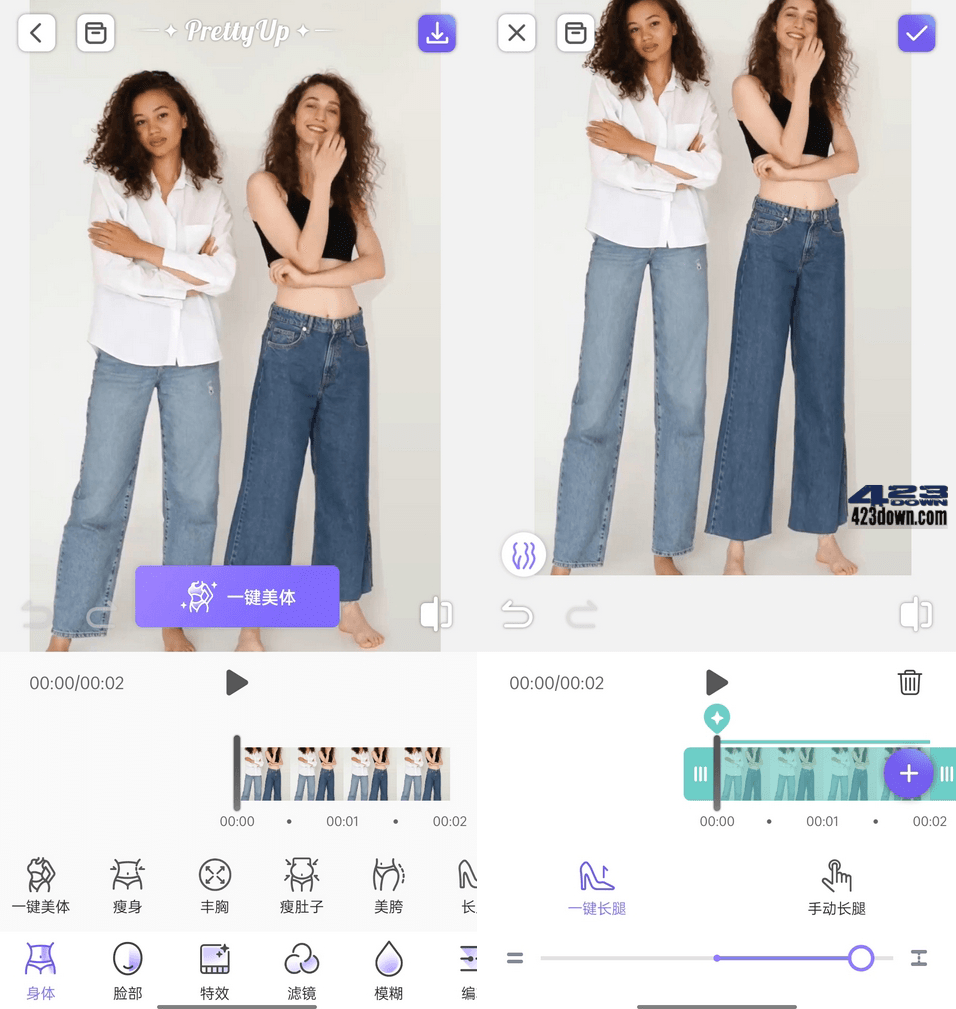 PrettyUp
423
DOWN
423down.com
一键美体
00:00/00:02
00:00/00:02
00:00 • 00:01 • 00:02
00:00 • 00:01 • 00:02
一键美体 瘦身 丰胸 瘦肚子 美胯 长
一键长腿 手动长腿
身体 脸部 特效 滤镜 模糊 编